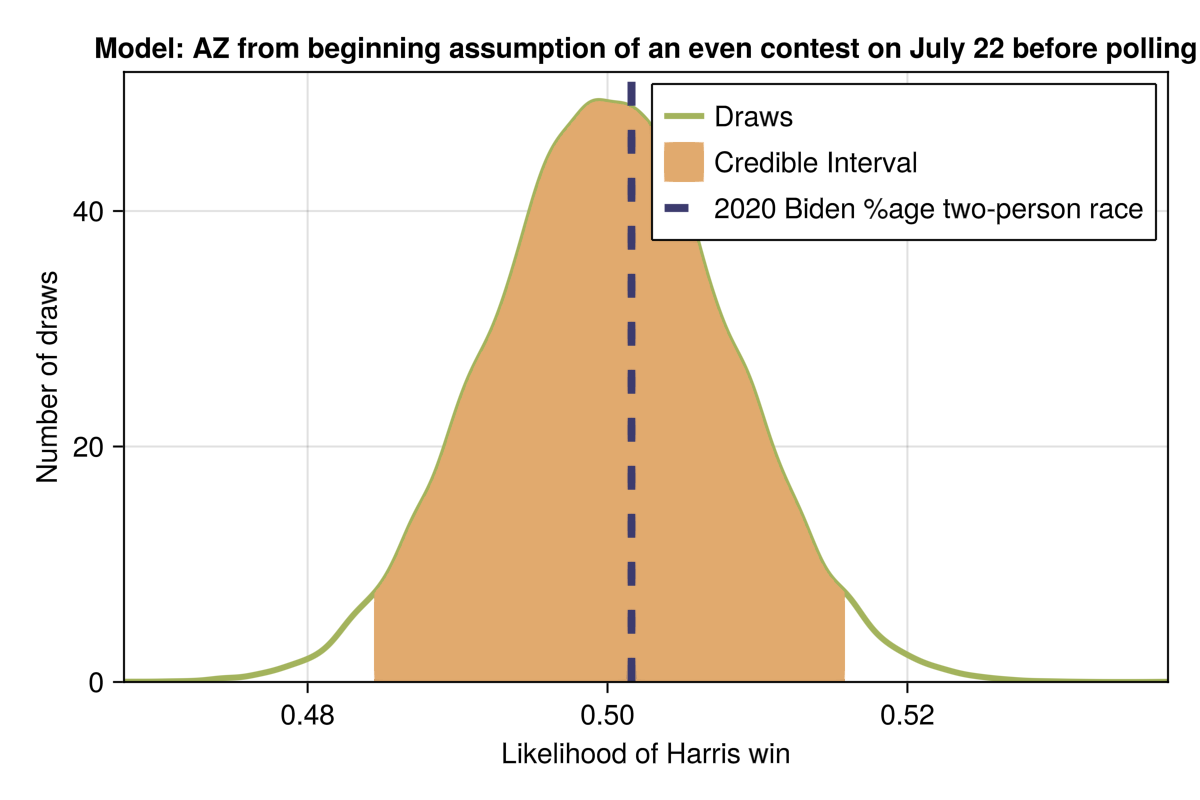 Model: AZ from beginning assumption of an even contest on July 22 before polling
Draws
Credible Interval
2020 Biden %age two-person race
Number of draws
40
20
0
0.48
0.50
0.52
Likelihood of Harris win